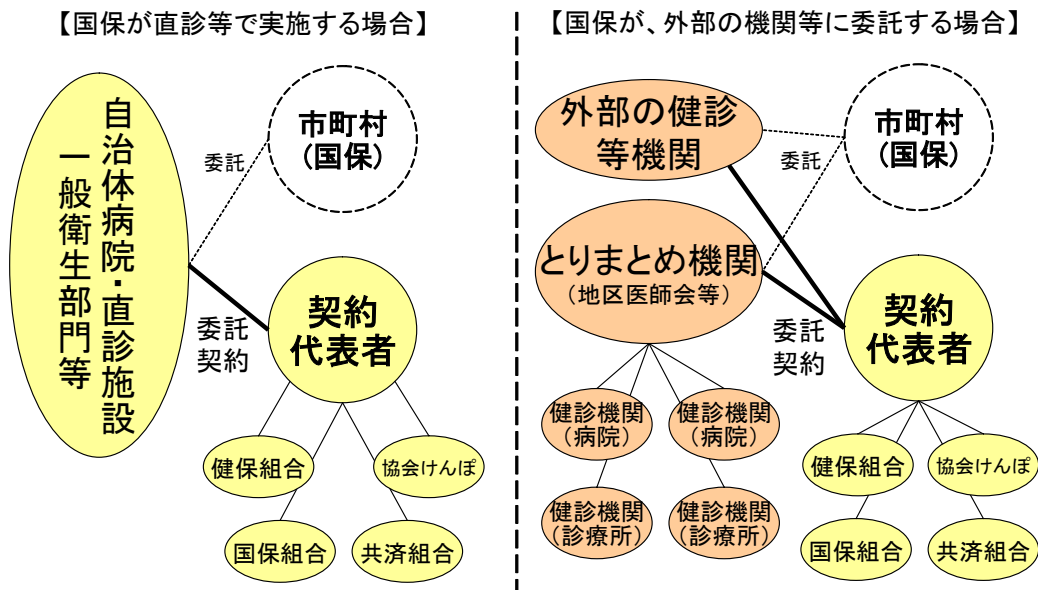 【国保が直診等で実施する場合】
自治体病院・直診施設
一般衛生部門等
市町村
(国保)
委託
委託
契約
契約
代表者
健保組合
協会けんぽ
国保組合
共済組合
【国保が、外部の機関等に委託する場合】
外部の健診
等機関
市町村
(国保)
委託
とりまとめ機関
(地区医師会等)
委託
契約
契約
代表者
健診機関
(病院)
健診機関
(病院)
健診機関
(診療所)
健診機関
(診療所)
健保組合
協会けんぽ
国保組合
共済組合